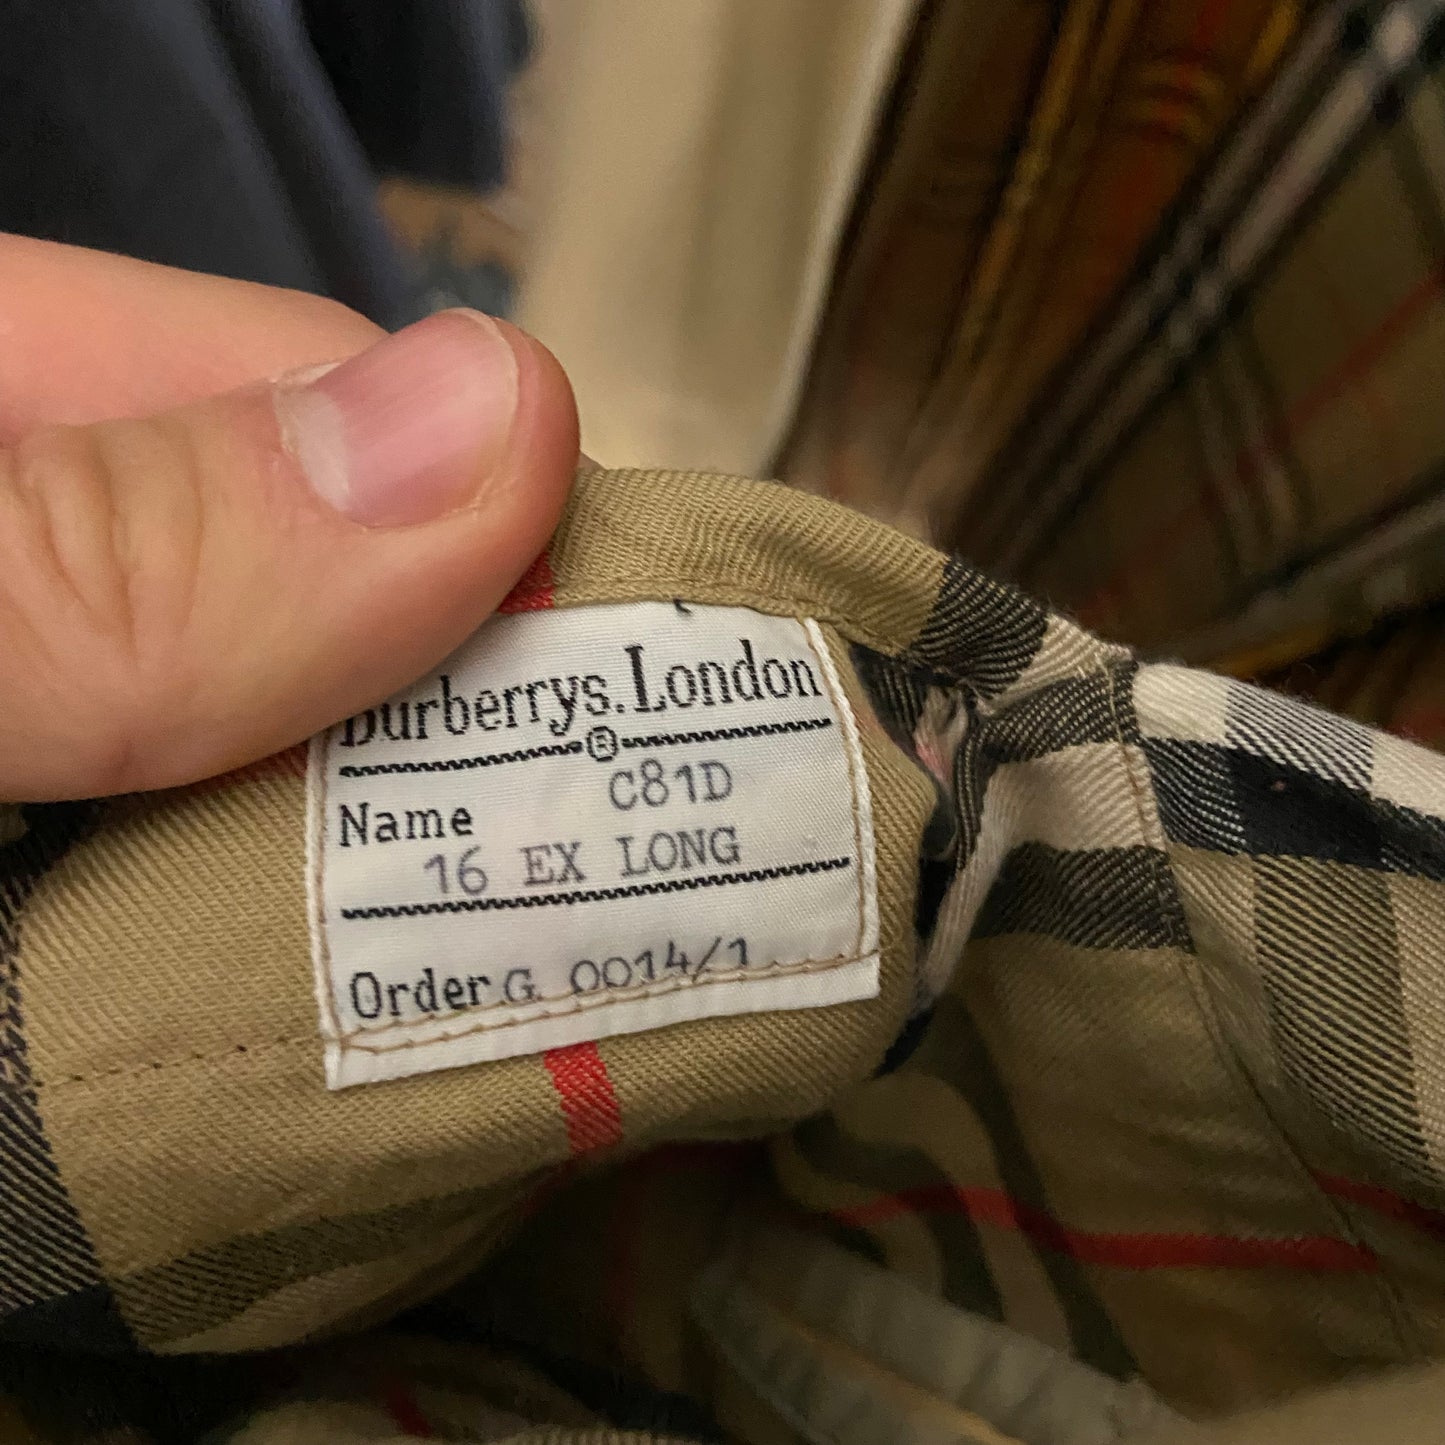 Burberrys. London
®
Name C81D
16 EX LONG
Order G 0014/1